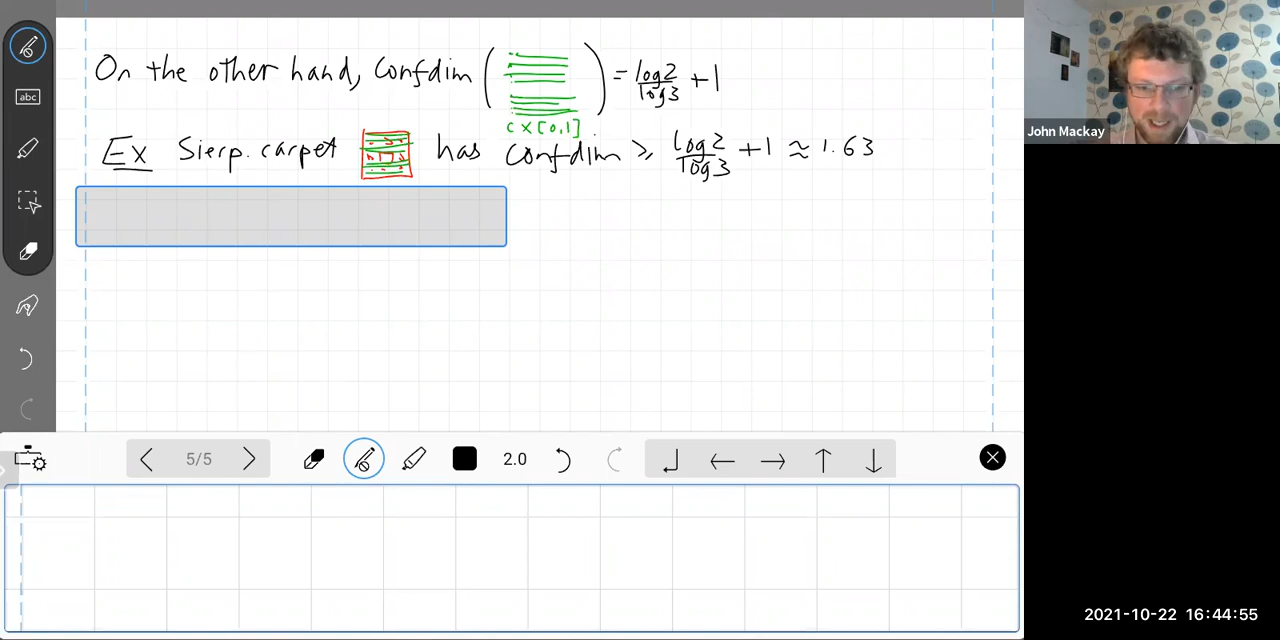 On the other hand, Confdim ( ) = log2/log3 + 1
C × [0,1]
Ex Sierp. carpet has Confdim ≥ log2/log3 + 1 ≈ 1.63
abc
John Mackay
5/5
2.0
2021-10-22 16:44:55